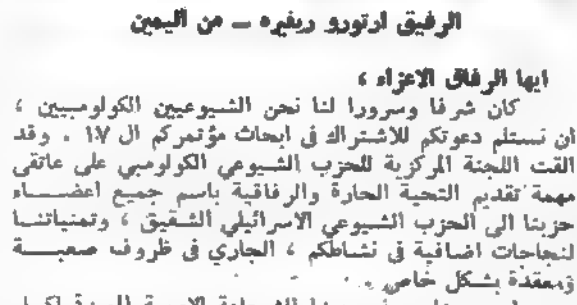 الرفيق ارتورو ريفيره — من اليمين
ايها الرفاق الاعزاء ،
كان شرفا وسرورا لنا نحن الشيوعيين الكولومبيين ،
ان نستلم دعوتكم للاشتراك في ابحاث مؤتمركم ال ١٧ . وقد
القت اللجنة المركزية للحزب الشيوعي الكولومبي على عاتقي
مهمة تقديم التحية الحارة والرفاقية باسم جميع اعضاء
حزبنا الى الحزب الشيوعي الاسرائيلي الشقيق ، وتمنياتنا
لنجاحات اضافية في نشاطكم ، الجاري في ظروف صعبة
ومعقدة بشكل خاص